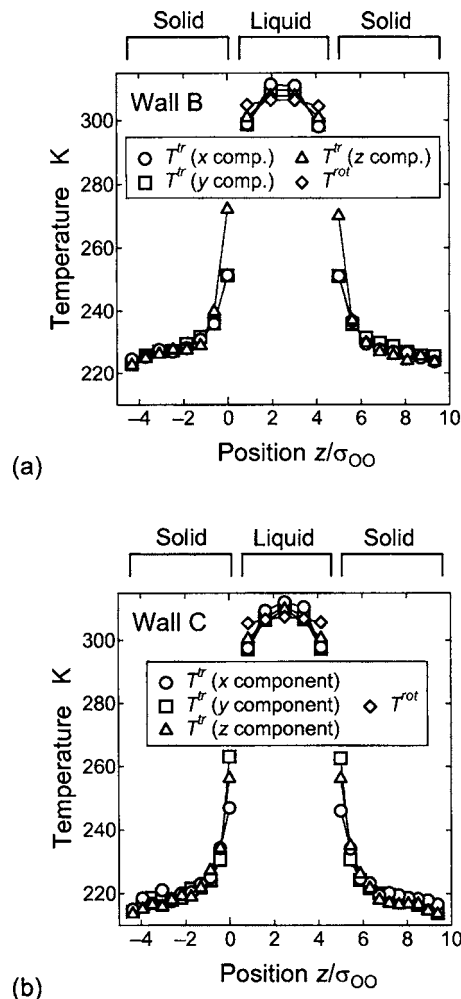 Solid Liquid Solid
Wall B
T^tr (x comp.) T^tr (z comp.)
T^tr (y comp.) T^rot
Temperature K
300
280
260
240
220
−4 −2 0 2 4 6 8 10
Position z/σ_OO
(a)
Solid Liquid Solid
Wall C
T^tr (x component)
T^tr (y component) T^rot
T^tr (z component)
Temperature K
300
280
260
240
220
−4 −2 0 2 4 6 8 10
Position z/σ_OO
(b)